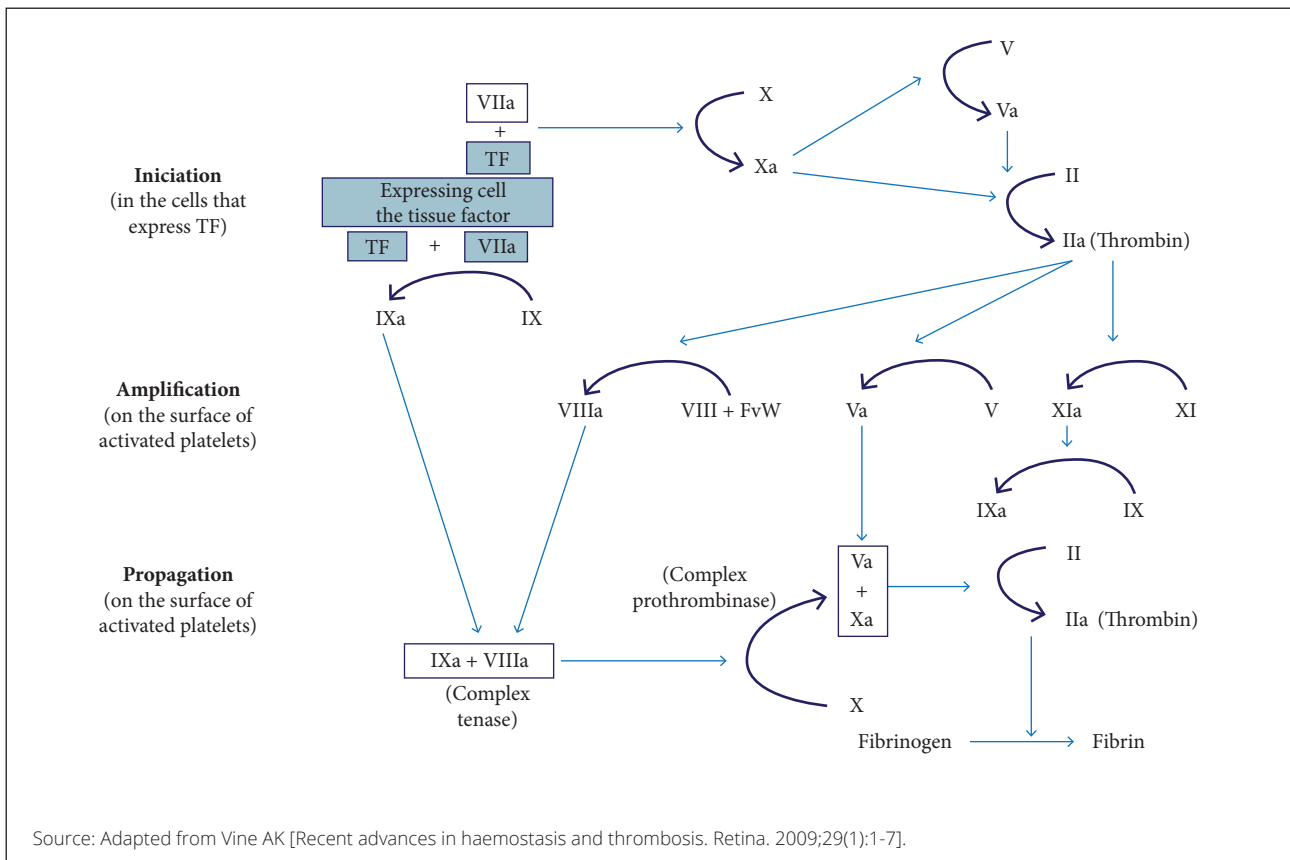 VIIa
+
TF
Expressing cell
the tissue factor
TF + VIIa
IXa IX
X
Xa
V
Va
II
IIa (Thrombin)
Iniciation
(in the cells that
express TF)
Amplification
(on the surface of
activated platelets)
VIIIa VIII + FvW
Va V
XIa XI
IXa IX
Propagation
(on the surface of
activated platelets)
IXa + VIIIa
(Complex
tenase)
(Complex
prothrombinase)
Va
+
Xa
X
II
IIa (Thrombin)
Fibrinogen Fibrin
Source: Adapted from Vine AK [Recent advances in haemostasis and thrombosis. Retina. 2009;29(1):1-7].